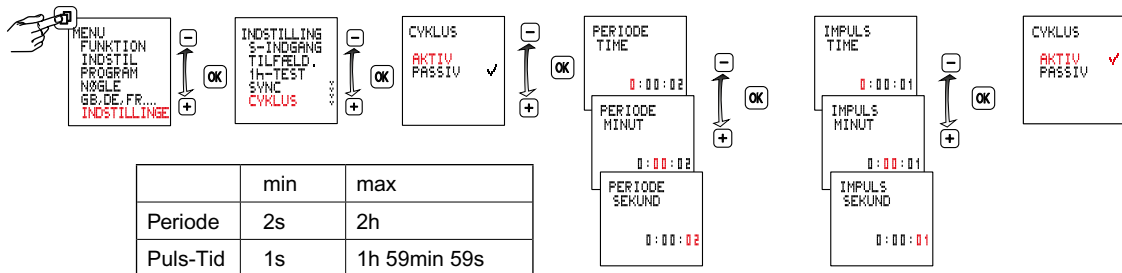 MENU
FUNKTION
INDSTIL
PROGRAM
NØGLE
GB,DE,FR....
INDSTILLINGE
−
+
OK
INDSTILLING
S-INDGANG
TILFÆLD.
1h-TEST
SYNC
CYKLUS
−
+
OK
CYKLUS
AKTIV
PASSIV ✓
−
+
OK
PERIODE
TIME
0:00:02
PERIODE
MINUT
0:00:02
PERIODE
SEKUND
0:00:02
−
+
OK
IMPULS
TIME
0:00:01
IMPULS
MINUT
0:00:01
IMPULS
SEKUND
0:00:01
−
+
OK
CYKLUS
AKTIV ✓
PASSIV
min max
Periode 2s 2h
Puls-Tid 1s 1h 59min 59s